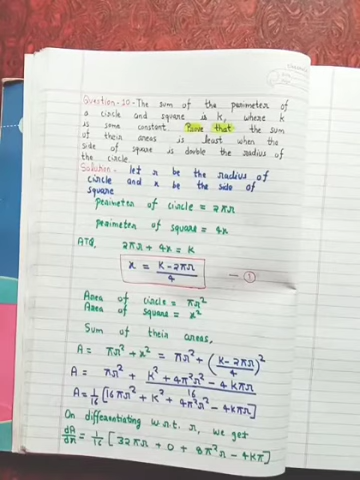 Question-10- The sum of the perimeter of
a circle and square is K, where k
is some constant. Prove that the sum
of their areas is least when the
side of square is double the radius of
the circle.
Solution- let r be the radius of
circle and x be the side of
square
perimeter of circle = 2πr
perimeter of square = 4x
ATQ, 2πr + 4x = K
x = K-2πr/4 — ①
Area of circle = πr²
Area of square = x²
Sum of their areas,
A = πr² + x² = πr² + (K-2πr/4)²
A = πr² + K² + 4π²r² - 4Kπr/16
A = 1/16 [16πr² + K² + 4π²r² - 4kπr]
On differentiating w.r.t. r, we get
dA/dr = 1/16 [32πr + 0 + 8π²r - 4kπ]